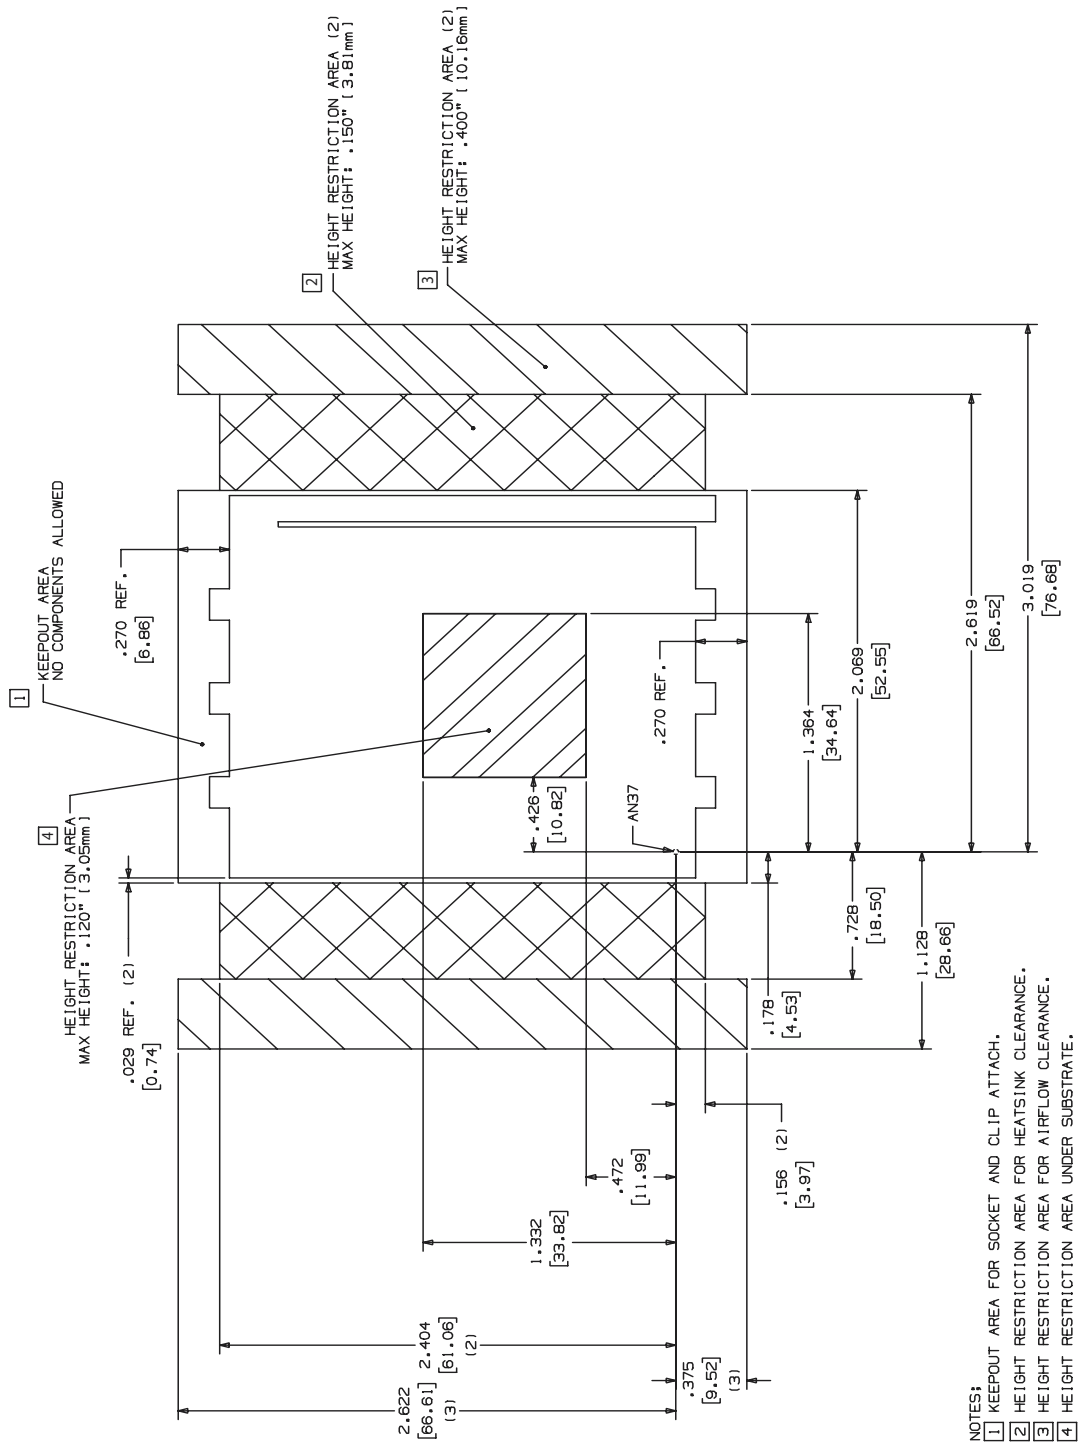 1
KEEPOUT AREA
NO COMPONENTS ALLOWED
2
HEIGHT RESTRICTION AREA (2)
MAX HEIGHT: .150" [ 3.81mm ]
3
HEIGHT RESTRICTION AREA (2)
MAX HEIGHT: .400" [ 10.16mm ]
4
HEIGHT RESTRICTION AREA
MAX HEIGHT: .120" [ 3.05mm ]
.029 REF. (2)
[0.74]
.270 REF.
[6.86]
.270 REF.
.426
[10.82]
AN37
1.364
[34.64]
2.069
[52.55]
2.619
[66.52]
3.019
[76.68]
.178
[4.53]
.728
[18.50]
1.128
[28.66]
.156 (2)
[3.97]
.472
[11.99]
1.332
[33.82]
2.404
[61.06]
(2)
2.622
[66.61]
(3)
.375
[9.52]
(3)
NOTES:
1 KEEPOUT AREA FOR SOCKET AND CLIP ATTACH.
2 HEIGHT RESTRICTION AREA FOR HEATSINK CLEARANCE.
3 HEIGHT RESTRICTION AREA FOR AIRFLOW CLEARANCE.
4 HEIGHT RESTRICTION AREA UNDER SUBSTRATE.